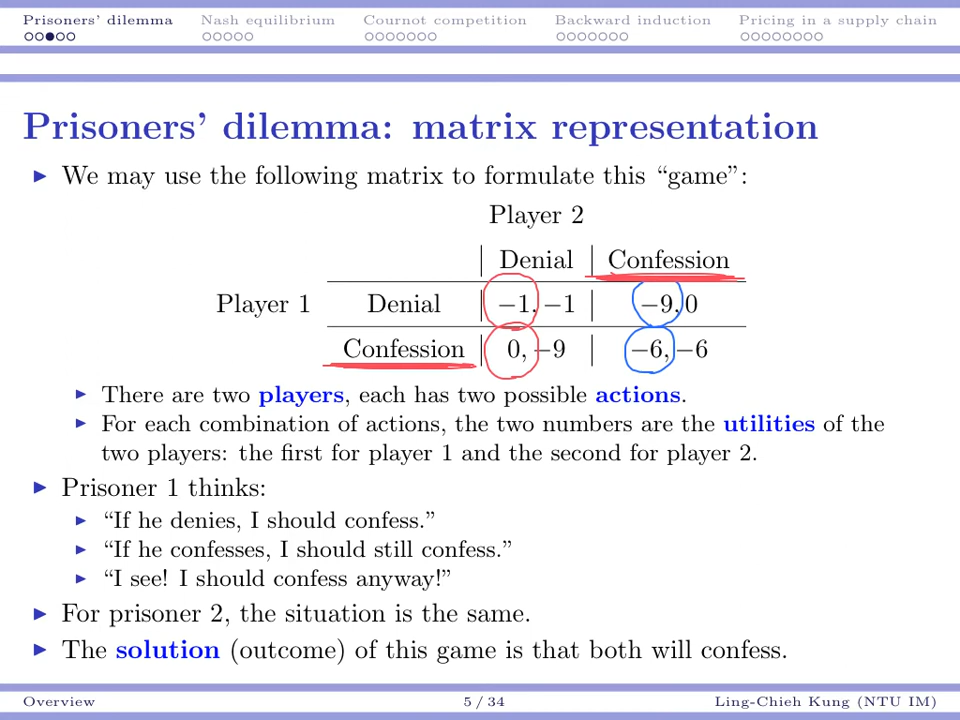 Prisoners' dilemma Nash equilibrium Cournot competition Backward induction Pricing in a supply chain
Prisoners' dilemma: matrix representation
We may use the following matrix to formulate this “game”:
Player 2
Denial Confession
Player 1 Denial −1, −1 −9, 0
Confession 0, −9 −6, −6
There are two players, each has two possible actions.
For each combination of actions, the two numbers are the utilities of the
two players: the first for player 1 and the second for player 2.
Prisoner 1 thinks:
“If he denies, I should confess.”
“If he confesses, I should still confess.”
“I see! I should confess anyway!”
For prisoner 2, the situation is the same.
The solution (outcome) of this game is that both will confess.
Overview 5 / 34 Ling-Chieh Kung (NTU IM)